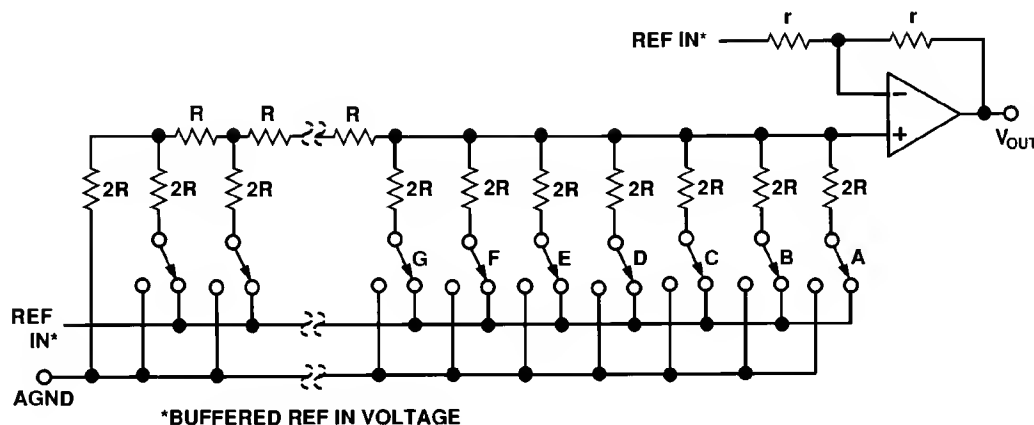 r r
REF IN*
R R R
− +
VOUT
2R 2R 2R 2R 2R 2R 2R 2R 2R 2R
G F E D C B A
REF
IN*
AGND
*BUFFERED REF IN VOLTAGE